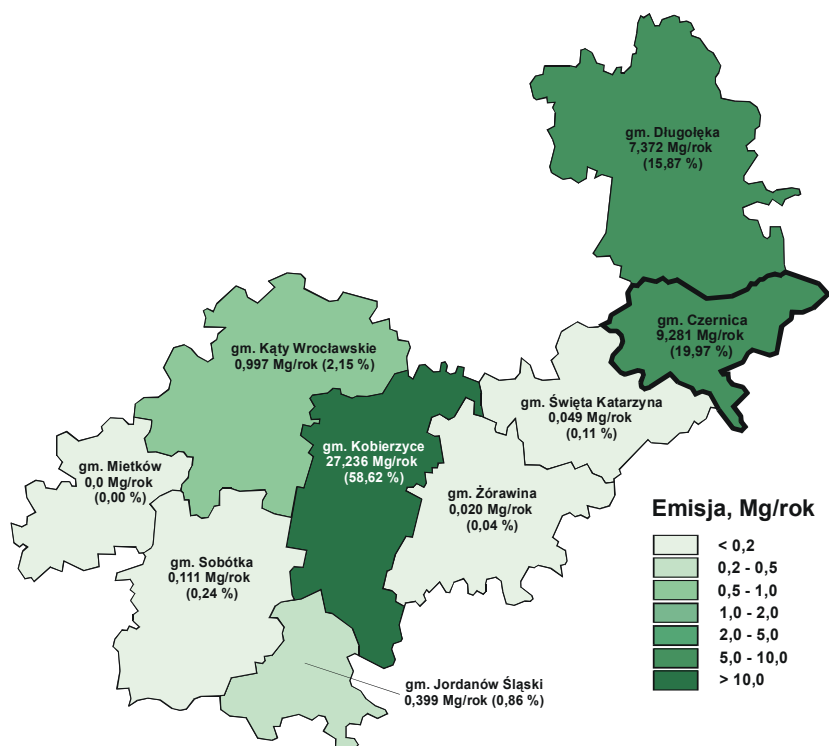 gm. Długołęka
7,372 Mg/rok
(15,87 %)
gm. Czernica
9,281 Mg/rok
(19,97 %)
gm. Kąty Wrocławskie
0,997 Mg/rok (2,15 %)
gm. Święta Katarzyna
0,049 Mg/rok
(0,11 %)
gm. Kobierzyce
27,236 Mg/rok
(58,62 %)
gm. Mietków
0,0 Mg/rok
(0,00 %)
gm. Żórawina
0,020 Mg/rok
(0,04 %)
gm. Sobótka
0,111 Mg/rok
(0,24 %)
gm. Jordanów Śląski
0,399 Mg/rok (0,86 %)
Emisja, Mg/rok
< 0,2
0,2 - 0,5
0,5 - 1,0
1,0 - 2,0
2,0 - 5,0
5,0 - 10,0
> 10,0